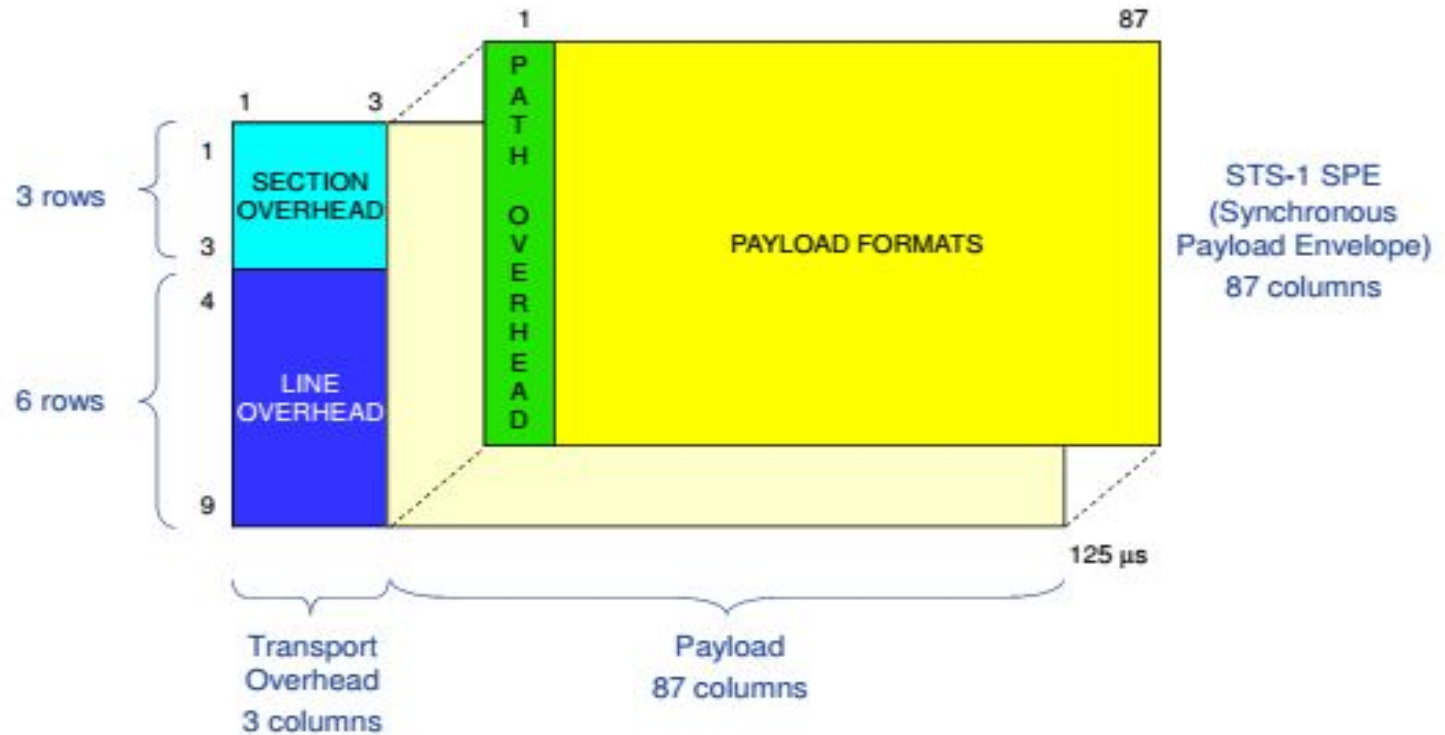 1
87
P
A
T
H
O
V
E
R
H
E
A
D
1
3
1
3 rows
SECTION
OVERHEAD
3
PAYLOAD FORMATS
STS-1 SPE
(Synchronous
Payload Envelope)
87 columns
4
6 rows
LINE
OVERHEAD
9
125 µs
Transport
Overhead
3 columns
Payload
87 columns